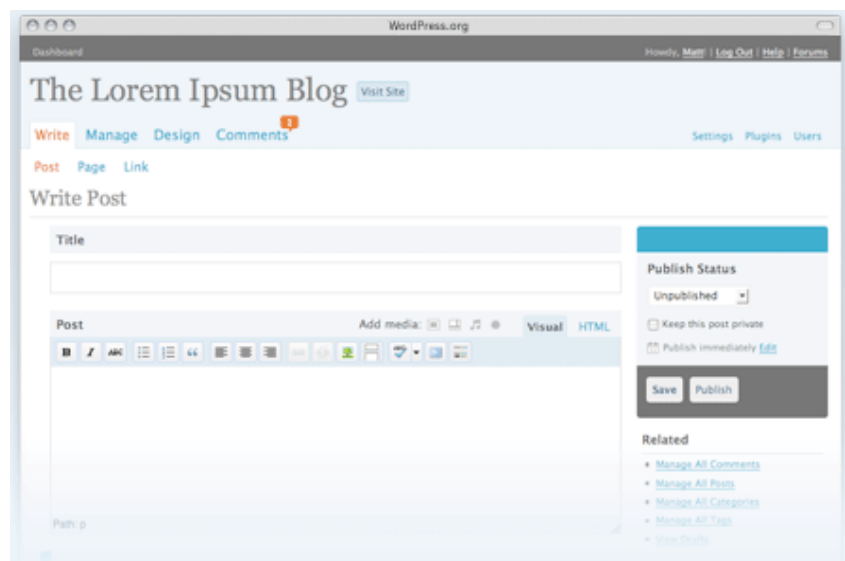 WordPress.org
Dashboard
Howdy, Matt! | Log Out | Help | Forums
The Lorem Ipsum Blog Visit Site
Write Manage Design Comments 1
Settings Plugins Users
Post Page Link
Write Post
Title
Post Add media: Visual HTML
B I ABC
Path: p
Publish Status
Unpublished
Keep this post private
Publish immediately Edit
Save Publish
Related
Manage All Comments
Manage All Posts
Manage All Categories
Manage All Tags
View Drafts